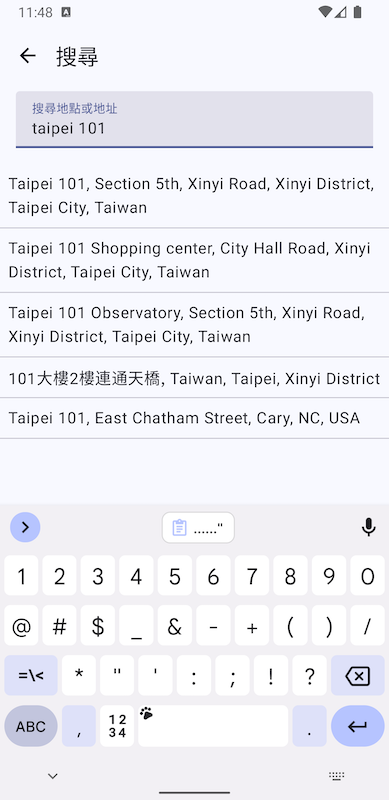 11:48 A
搜尋
搜尋地點或地址
taipei 101
Taipei 101, Section 5th, Xinyi Road, Xinyi District,
Taipei City, Taiwan
Taipei 101 Shopping center, City Hall Road, Xinyi
District, Taipei City, Taiwan
Taipei 101 Observatory, Section 5th, Xinyi Road,
Xinyi District, Taipei City, Taiwan
101大樓2樓連通天橋, Taiwan, Taipei, Xinyi District
Taipei 101, East Chatham Street, Cary, NC, USA
......"
1 2 3 4 5 6 7 8 9 0
@ # $ _ & - + ( ) /
=\< * " ' : ; ! ?
ABC , 12 .
34